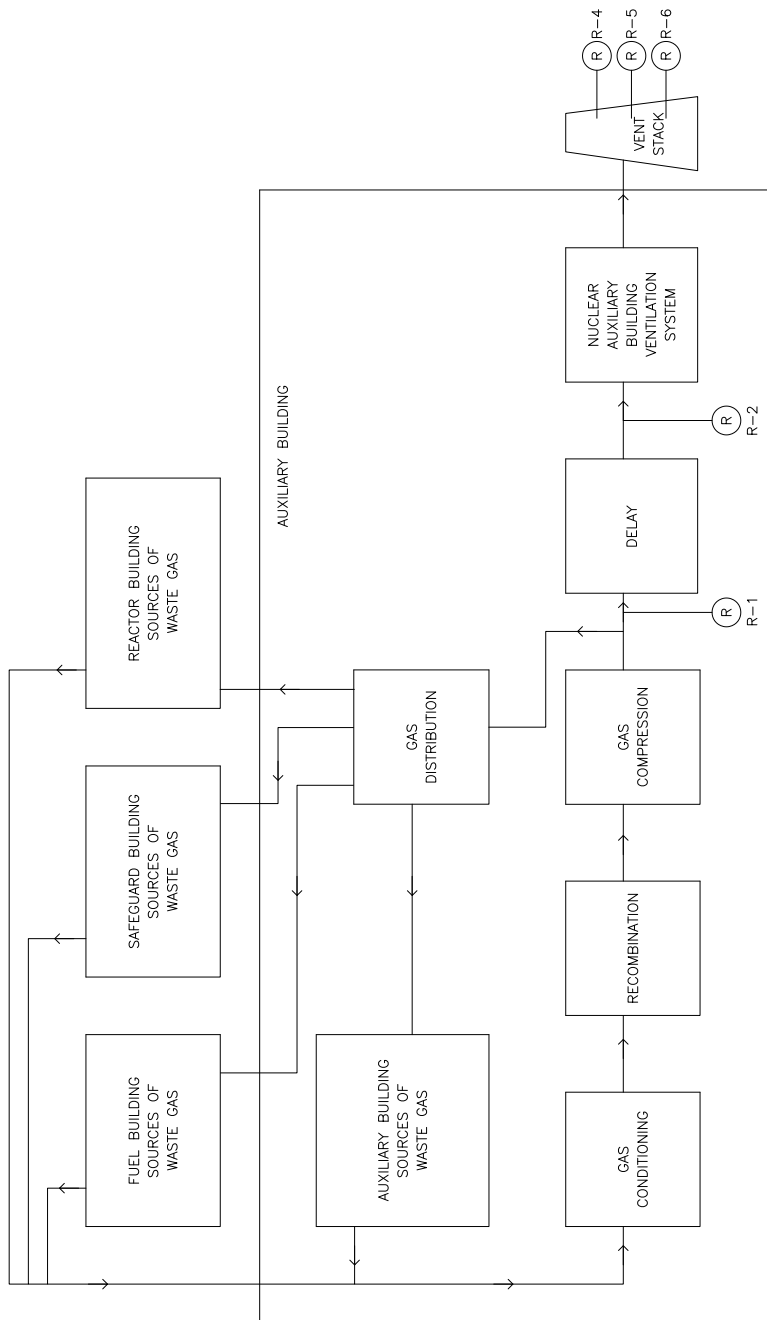 FUEL BUILDING
SOURCES OF
WASTE GAS
SAFEGUARD BUILDING
SOURCES OF
WASTE GAS
REACTOR BUILDING
SOURCES OF
WASTE GAS
AUXILIARY BUILDING
AUXILIARY BUILDING
SOURCES OF
WASTE GAS
GAS
DISTRIBUTION
GAS
CONDITIONING
RECOMBINATION
GAS
COMPRESSION
DELAY
NUCLEAR
AUXILIARY
BUILDING
VENTILATION
SYSTEM
VENT
STACK
R R-4
R R-5
R R-6
R
R-1
R
R-2